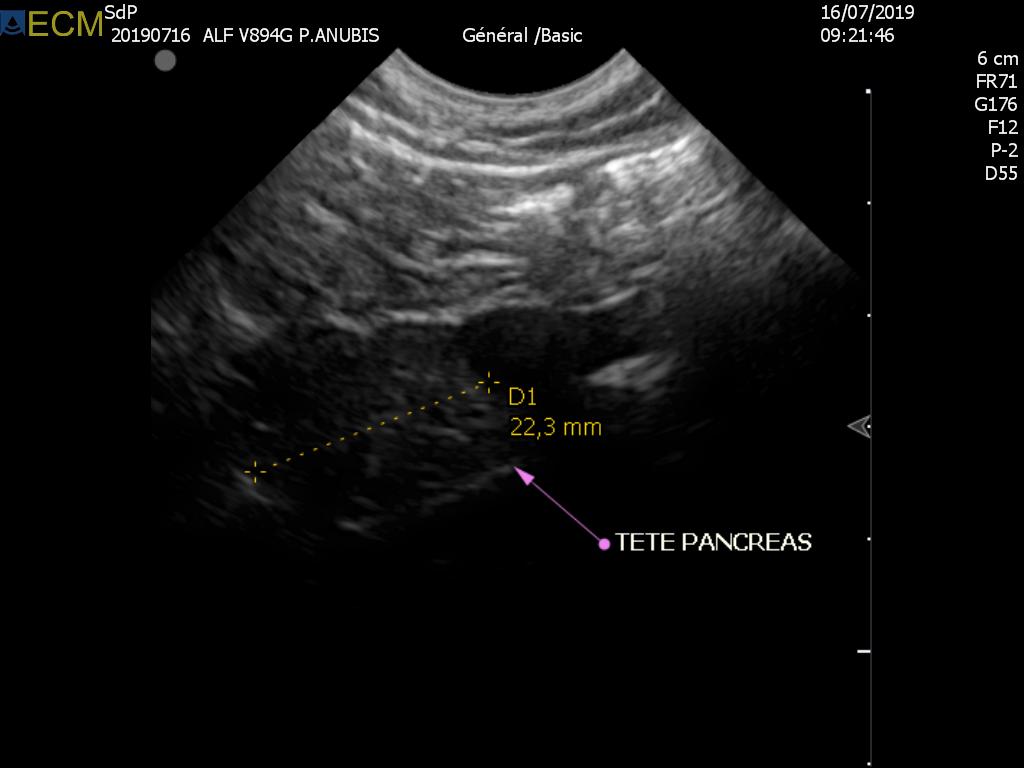 ECM
SdP
20190716 ALF V894G P.ANUBIS
Général /Basic
16/07/2019
09:21:46
6 cm
FR71
G176
F12
P-2
D55
D1
22,3 mm
TETE PANCREAS